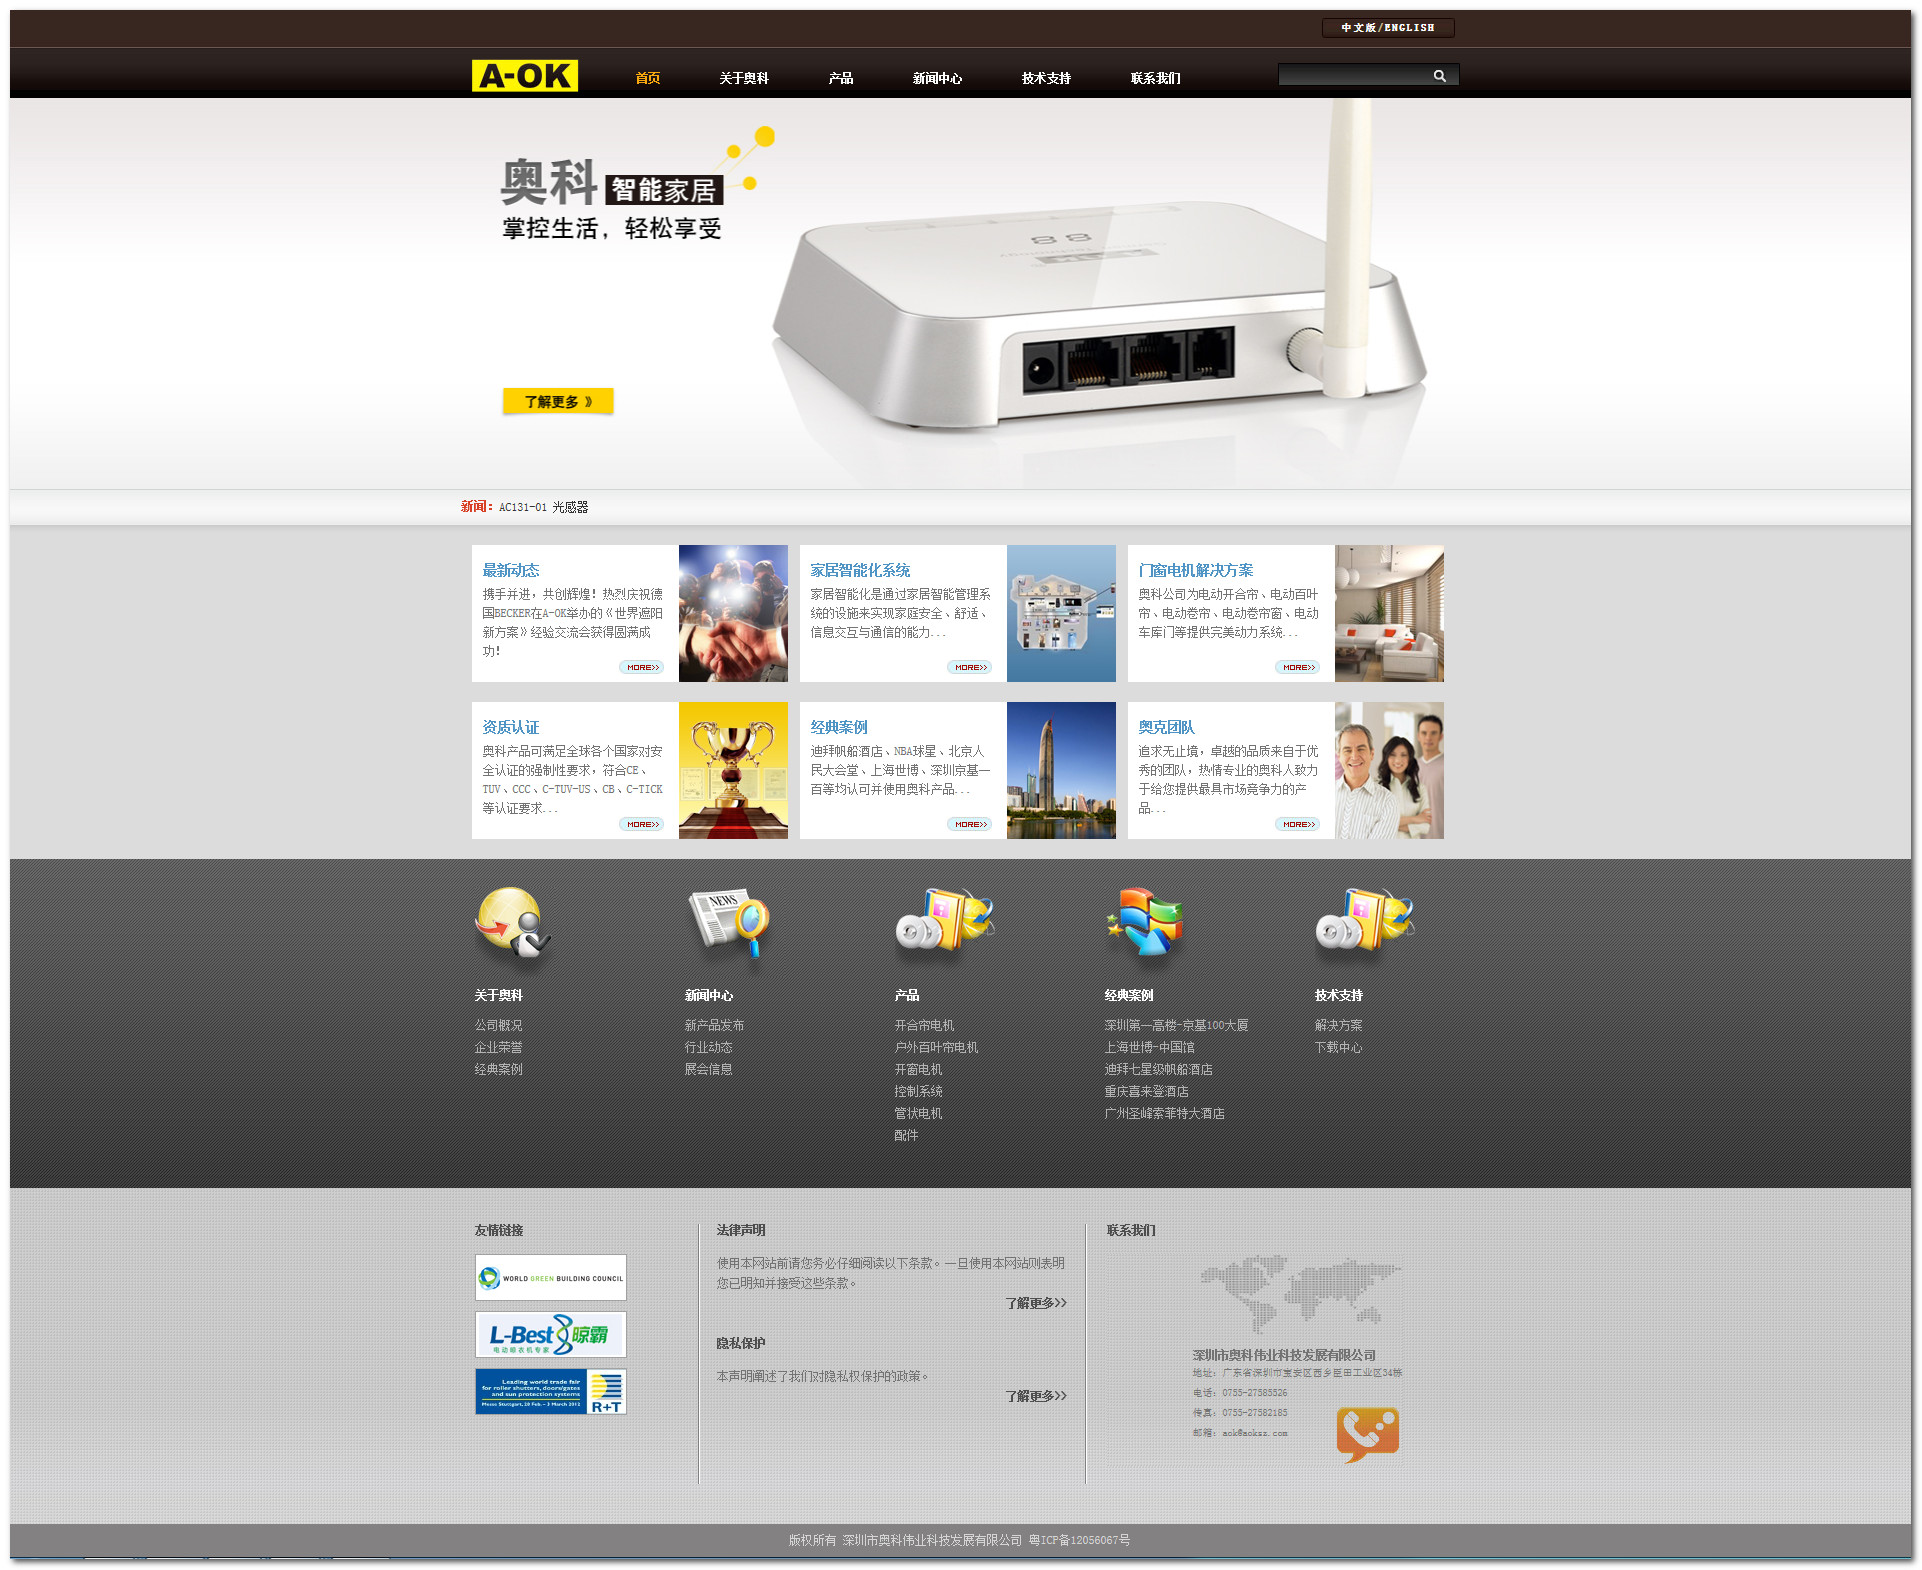 中文版/ENGLISH
A-OK
首页
关于奥科
产品
新闻中心
技术支持
联系我们
奥科 智能家居
掌控生活，轻松享受
了解更多 》
新闻： AC131-01 光感器
最新动态
携手并进，共创辉煌！热烈庆祝德
国BECKER在A-OK举办的《世界遮阳
新方案》经验交流会获得圆满成
功！
MORE>>
家居智能化系统
家居智能化是通过家居智能管理系
统的设施来实现家庭安全、舒适、
信息交互与通信的能力...
MORE>>
门窗电机解决方案
奥科公司为电动开合帘、电动百叶
帘、电动卷帘、电动卷帘窗、电动
车库门等提供完美动力系统...
MORE>>
资质认证
奥科产品可满足全球各个国家对安
全认证的强制性要求，符合CE、
TUV、CCC、C-TUV-US、CB、C-TICK
等认证要求...
MORE>>
经典案例
迪拜帆船酒店、NBA球星、北京人
民大会堂、上海世博、深圳京基一
百等均认可并使用奥科产品...
MORE>>
奥克团队
追求无止境，卓越的品质来自于优
秀的团队，热情专业的奥科人致力
于给您提供最具市场竞争力的产
品...
MORE>>
NEWS
关于奥科
公司概况
企业荣誉
经典案例
新闻中心
新产品发布
行业动态
展会信息
产品
开合帘电机
户外百叶帘电机
开窗电机
控制系统
管状电机
配件
经典案例
深圳第一高楼-京基100大厦
上海世博-中国馆
迪拜七星级帆船酒店
重庆喜来登酒店
广州圣峰索菲特大酒店
技术支持
解决方案
下载中心
友情链接
WORLD GREEN BUILDING COUNCIL
L-Best 晾霸
电动晾衣机专家
Leading world trade fair
for roller shutters, doors/gates
and sun protection systems
Messe Stuttgart, 28 Feb. - 3 March 2012
R+T
法律声明
使用本网站前请您务必仔细阅读以下条款。一旦使用本网站则表明
您已明知并接受这些条款。
了解更多>>
隐私保护
本声明阐述了我们对隐私权保护的政策。
了解更多>>
联系我们
深圳市奥科伟业科技发展有限公司
地址：广东省深圳市宝安区西乡臣田工业区34栋
电话：0755-27585526
传真：0755-27582185
邮箱：aok@aoksz.com
版权所有 深圳市奥科伟业科技发展有限公司 粤ICP备12056067号